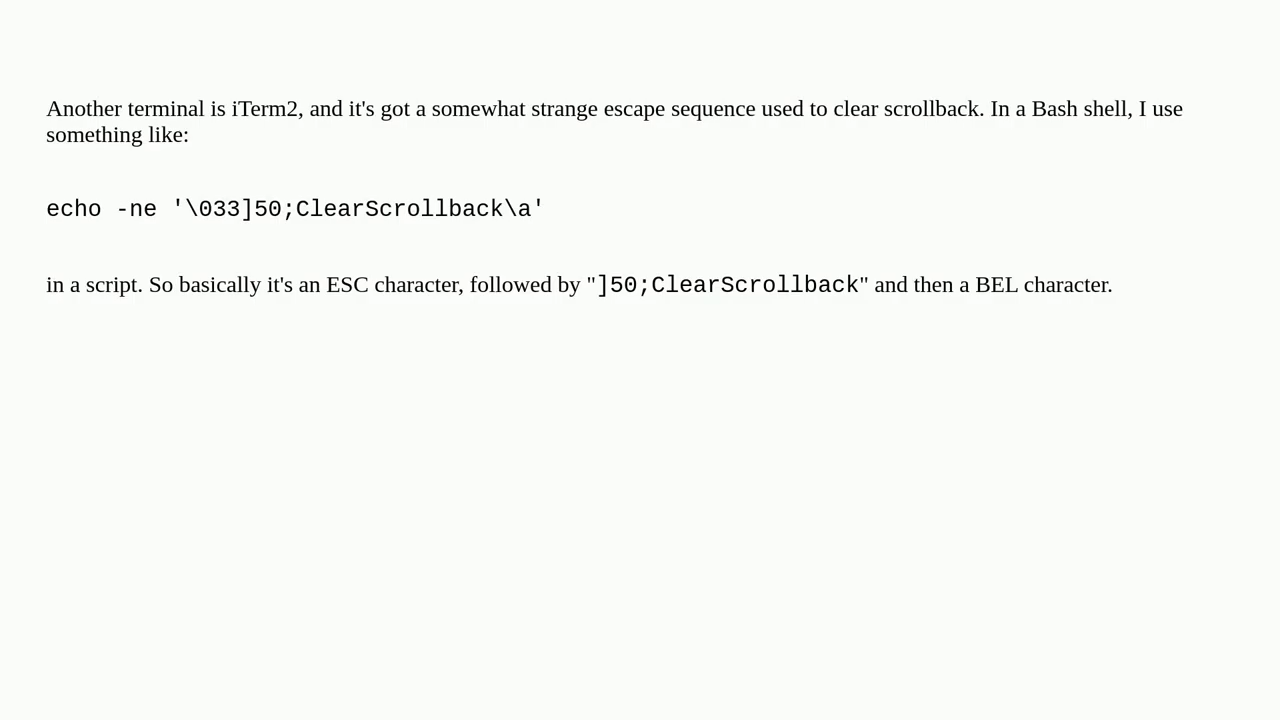 Another terminal is iTerm2, and it's got a somewhat strange escape sequence used to clear scrollback. In a Bash shell, I use
something like:
echo -ne '\033]50;ClearScrollback\a'
in a script. So basically it's an ESC character, followed by "]50;ClearScrollback" and then a BEL character.